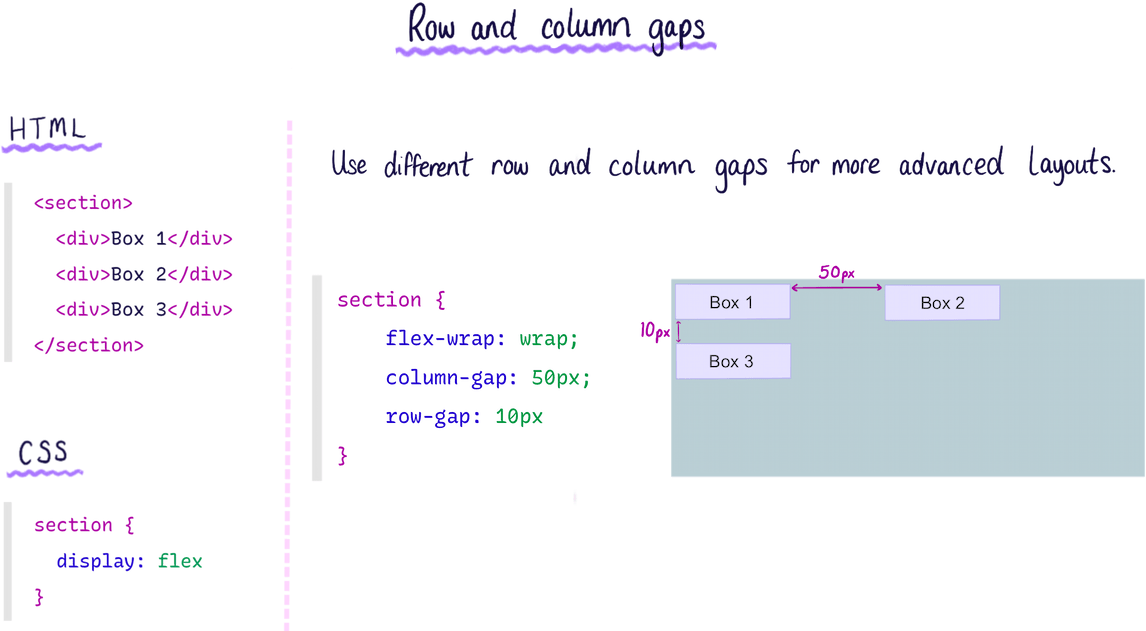 Row and column gaps
HTML
<section>
<div>Box 1</div>
<div>Box 2</div>
<div>Box 3</div>
</section>
CSS
section {
display: flex
}
Use different row and column gaps for more advanced layouts.
section {
flex-wrap: wrap;
column-gap: 50px;
row-gap: 10px
}
50px
Box 1
Box 2
10px
Box 3